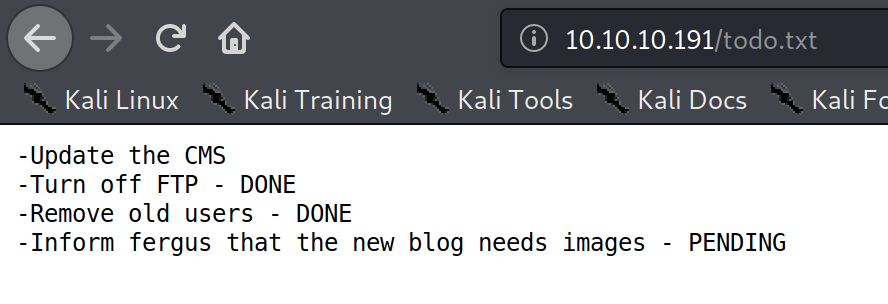 10.10.10.191/todo.txt
Kali Linux Kali Training Kali Tools Kali Docs Kali
-Update the CMS
-Turn off FTP - DONE
-Remove old users - DONE
-Inform fergus that the new blog needs images - PENDING